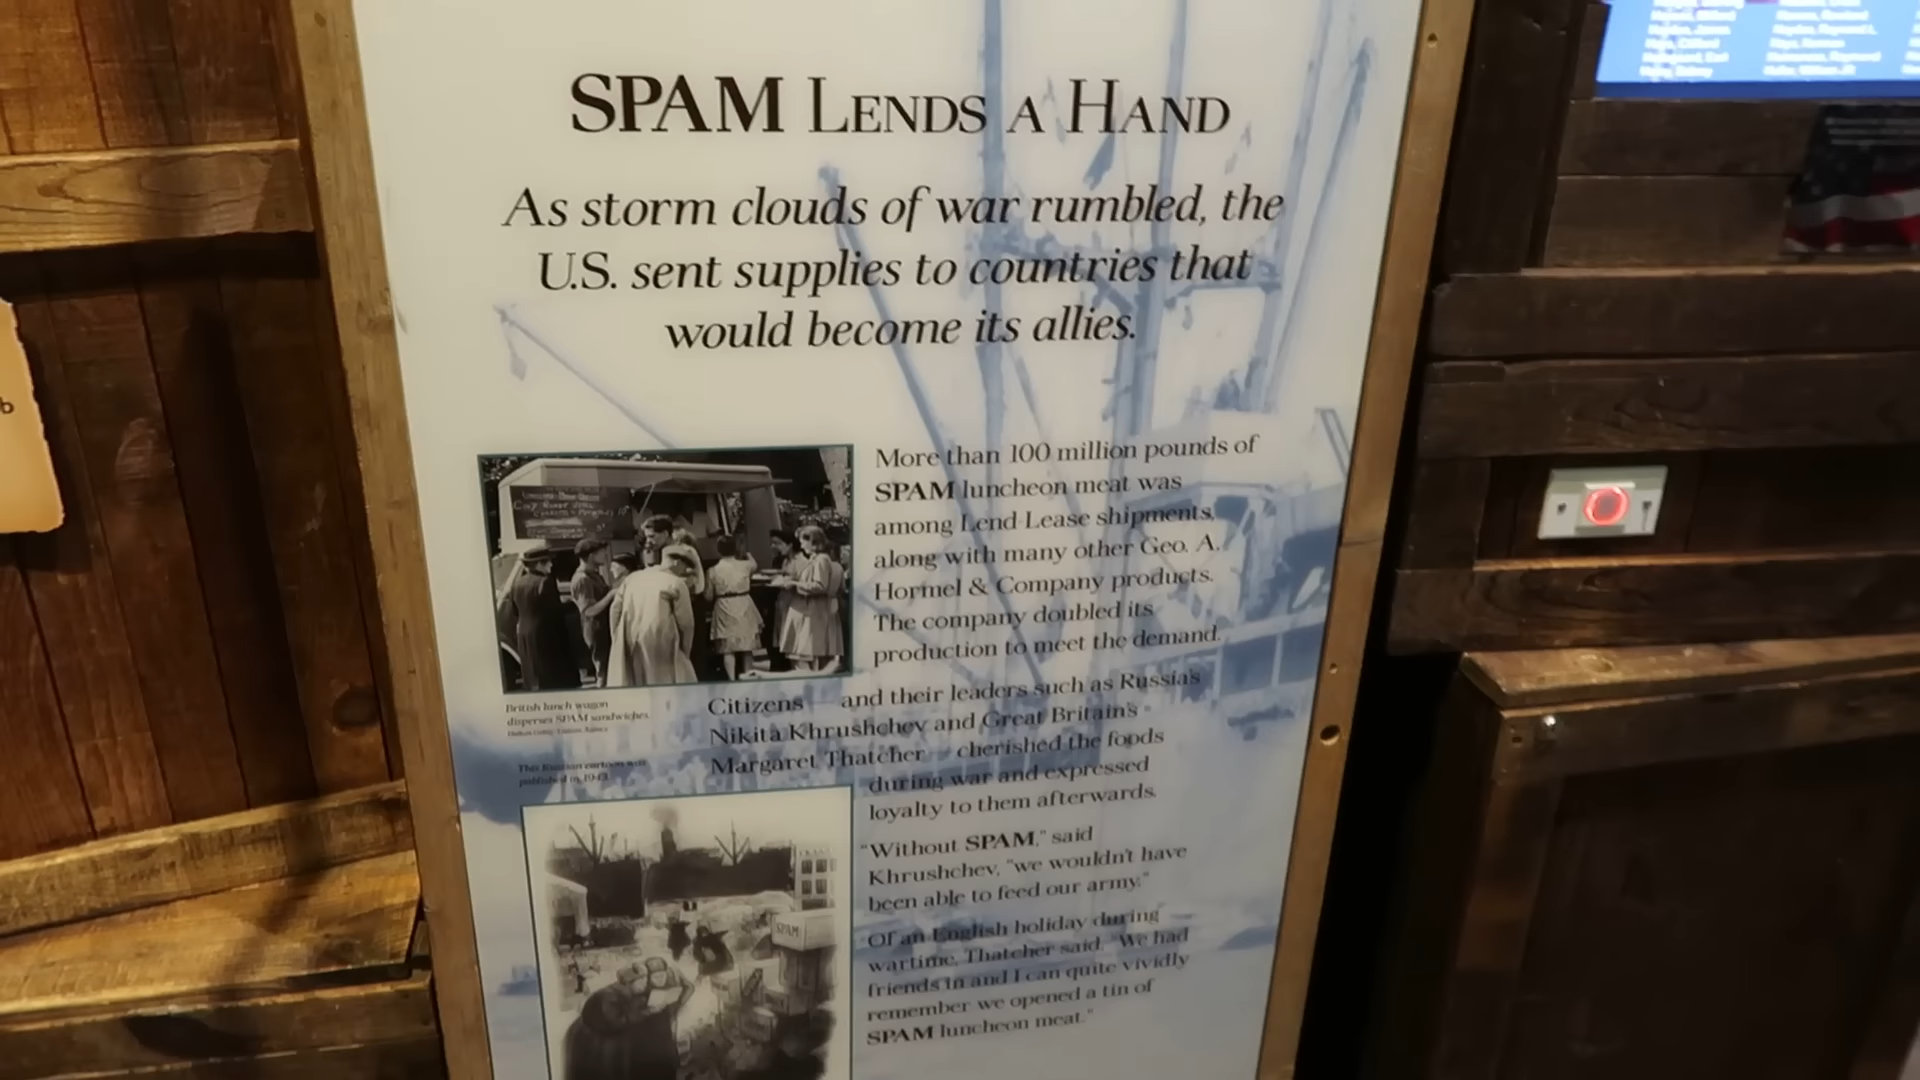 SPAM LENDS A HAND
As storm clouds of war rumbled, the
U.S. sent supplies to countries that
would become its allies.
More than 100 million pounds of
SPAM luncheon meat was
among Lend-Lease shipments,
along with many other Geo. A.
Hormel & Company products.
The company doubled its
production to meet the demand.
Citizens — and their leaders such as Russia's
Nikita Khrushchev and Great Britain's
Margaret Thatcher — cherished the foods
during war and expressed
loyalty to them afterwards.
"Without SPAM," said
Khrushchev, "we wouldn't have
been able to feed our army."
Of an English holiday during
wartime, Thatcher said, "We had
friends in and I can quite vividly
remember we opened a tin of
SPAM luncheon meat."
British lunch wagon
disperses SPAM sandwiches.
This Russian cartoon was
published in 1943.
SPAM